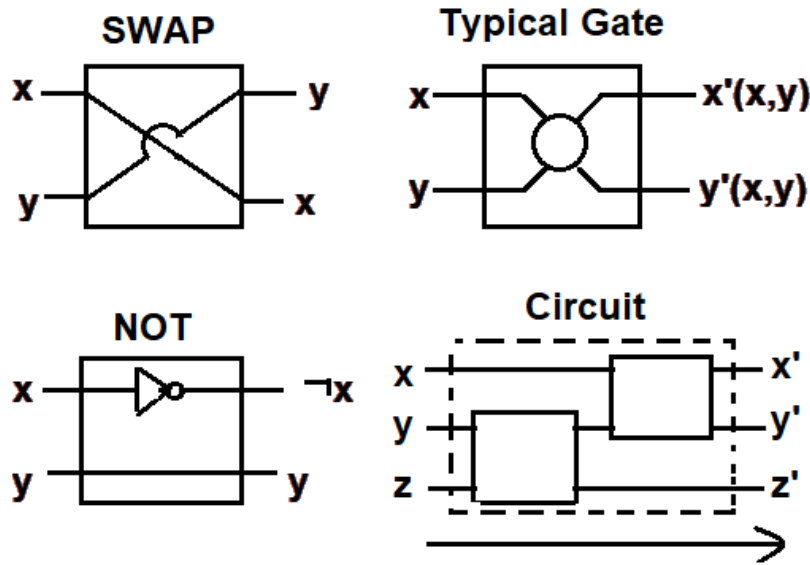 SWAP
x y
y x
Typical Gate
x x'(x,y)
y y'(x,y)
NOT
x ¬x
y y
Circuit
x x'
y y'
z z'